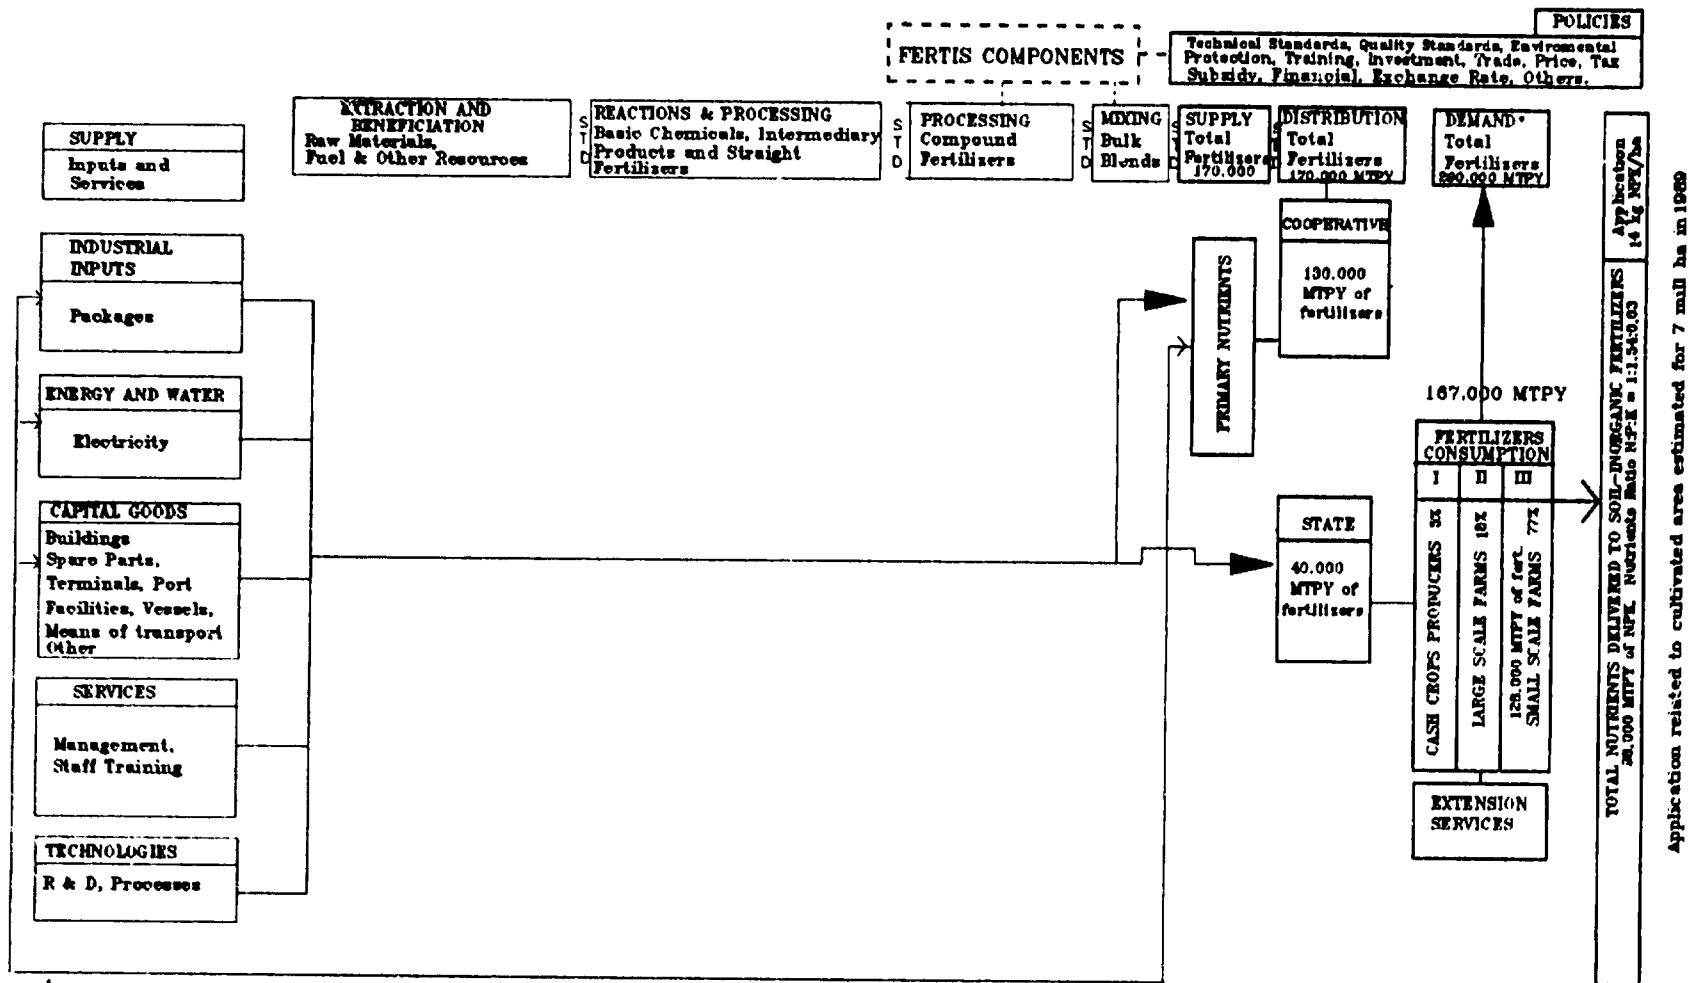 POLICIES
FERTIS COMPONENTS
Technical Standards, Quality Standards, Enviromental
Protection, Training, Investment, Trade, Price, Tax
Subsidy, Financial, Exchange Rate, Others.
SUPPLY
Inputs and
Services
EXTRACTION AND
BENEFICIATION
Raw Materials,
Fuel & Other Resources
S
T
D
REACTIONS & PROCESSING
Basic Chemicals, Intermediary
Products and Straight
Fertilizers
S
T
D
PROCESSING
Compound
Fertilizers
S
T
D
MIXING
Bulk
Blends
S
T
D
SUPPLY
Total
Fertilizers
170.000
DISTRIBUTION
Total
Fertilizers
170.000 MTPY
DEMAND*
Total
Fertilizers
MTPY
Application
14 kg NPK/ha
INDUSTRIAL
INPUTS
Packages
ENERGY AND WATER
Electricity
CAPITAL GOODS
Buildings
Spare Parts,
Terminals, Port
Facilities, Vessels,
Means of transport
Other
SERVICES
Management,
Staff Training
TECHNOLOGIES
R & D, Processes
PRIMARY NUTRIENTS
COOPERATIVE
130.000
MTPY of
fertilizers
STATE
40.000
MTPY of
fertilizers
167.000 MTPY
FERTILIZERS
CONSUMPTION
I II III
CASH CROPS PRODUCERS
LARGE SCALE FARMS 18%
MTPY of fert.
SMALL SCALE FARMS 77%
EXTENSION
SERVICES
TOTAL NUTRIENTS DELIVERED TO SOIL-INORGANIC FERTILIZERS
MTPY of NPK. Nutrients Ratio N:P:K = 1:1.54:0.03
Application related to cultivated area estimated for 7 mill ha in 1989